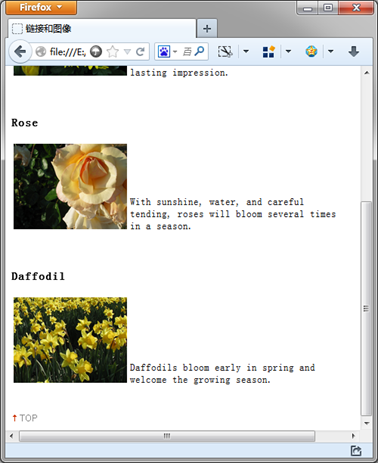 Firefox
链接和图像
file:///E:/
百
lasting impression.
Rose
With sunshine, water, and careful
tending, roses will bloom several times
in a season.
Daffodil
Daffodils bloom early in spring and
welcome the growing season.
↑ TOP